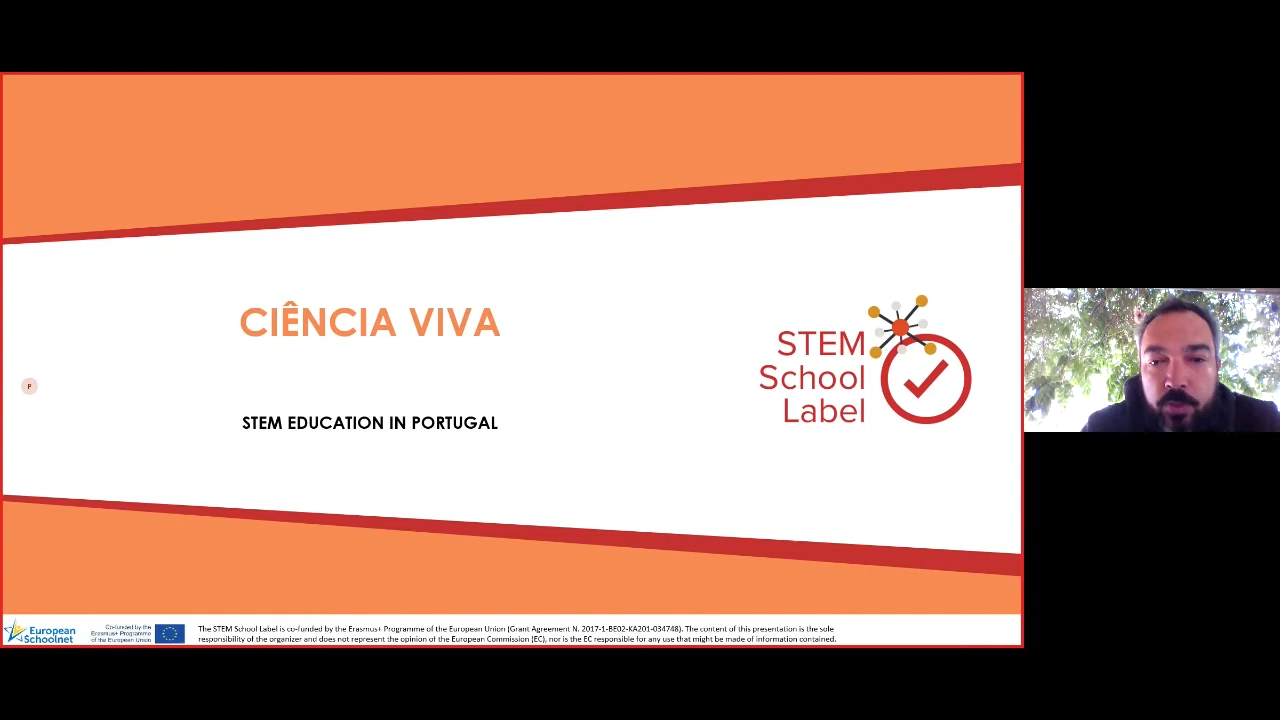 CIÊNCIA VIVA
STEM EDUCATION IN PORTUGAL
P
STEM
School
Label
European
Schoolnet
Co-funded by the
Erasmus+ Programme
of the European Union
The STEM School Label is co-funded by the Erasmus+ Programme of the European Union (Grant Agreement N. 2017-1-BE02-KA201-034748). The content of this presentation is the sole
responsibility of the organizer and does not represent the opinion of the European Commission (EC), nor is the EC responsible for any use that might be made of information contained.